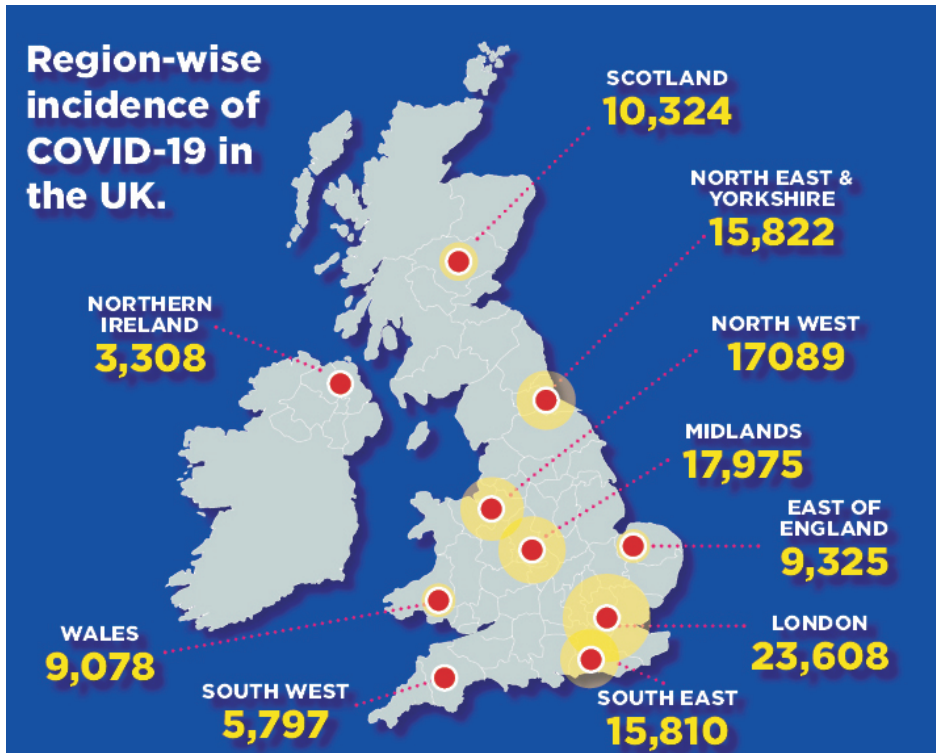 Region-wise
incidence of
COVID-19 in
the UK.
SCOTLAND
10,324
NORTH EAST &
YORKSHIRE
15,822
NORTHERN
IRELAND
3,308
NORTH WEST
17089
MIDLANDS
17,975
EAST OF
ENGLAND
9,325
WALES
9,078
LONDON
23,608
SOUTH WEST
5,797
SOUTH EAST
15,810